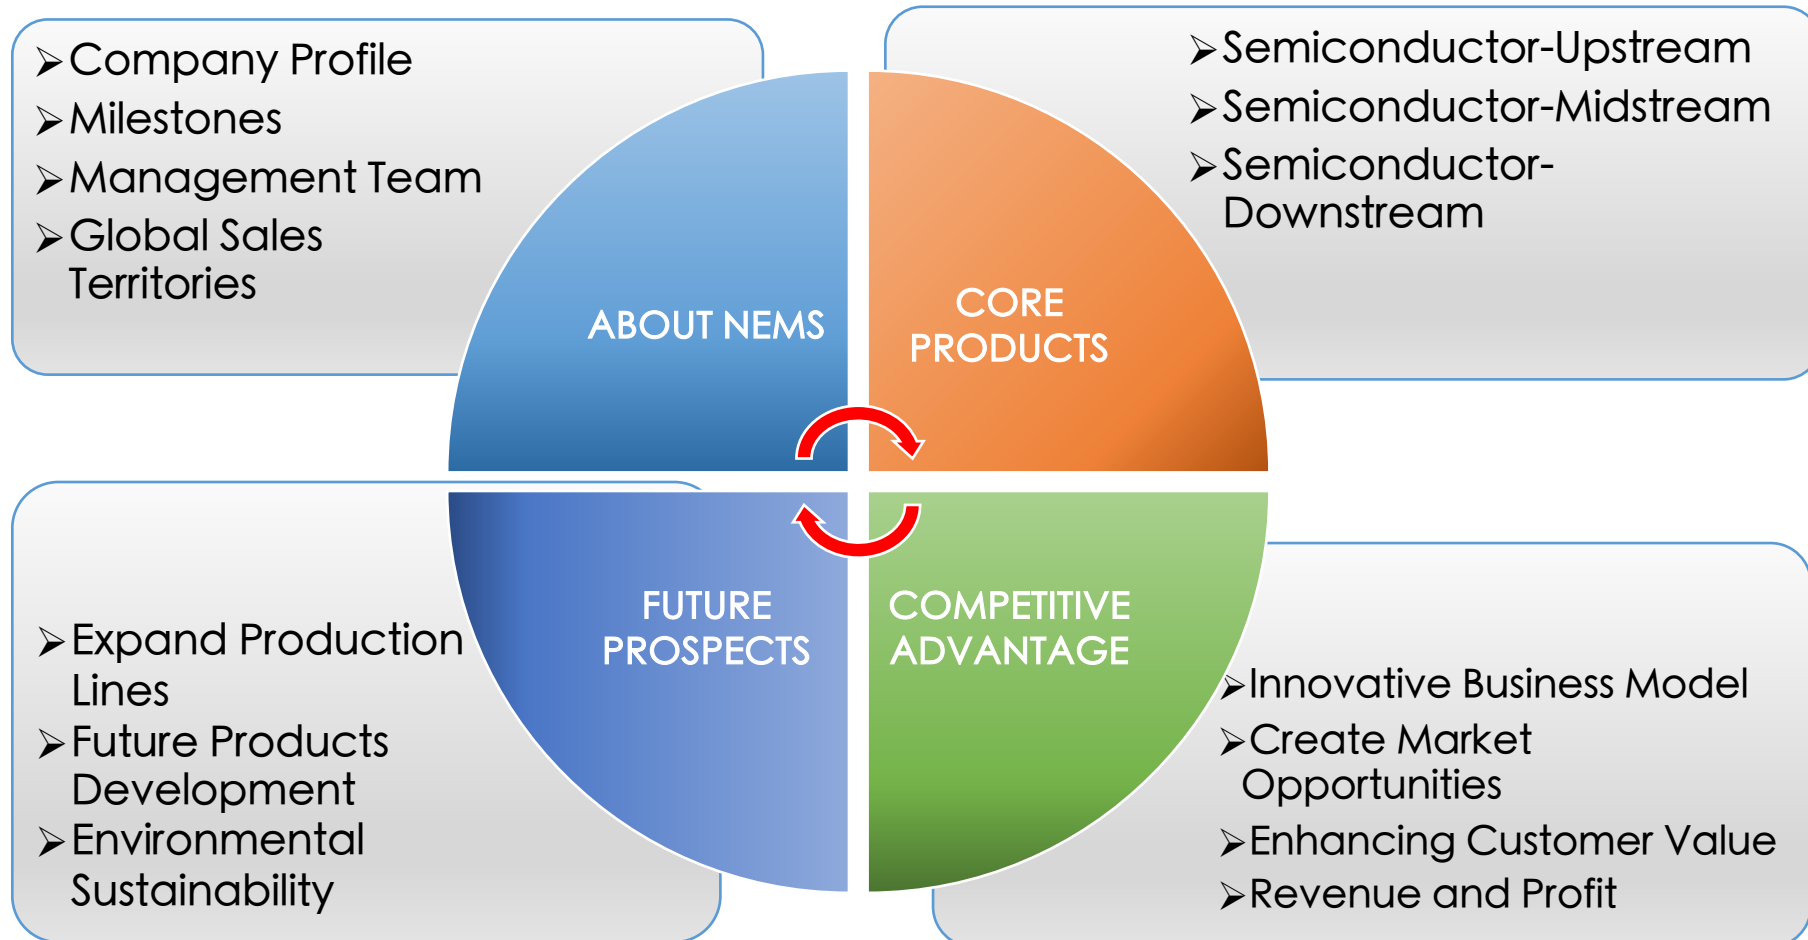 ➢Company Profile
➢Milestones
➢Management Team
➢Global Sales
Territories
ABOUT NEMS
➢Semiconductor-Upstream
➢Semiconductor-Midstream
➢Semiconductor-
Downstream
CORE
PRODUCTS
➢Expand Production
Lines
➢Future Products
Development
➢Environmental
Sustainability
FUTURE
PROSPECTS
COMPETITIVE
ADVANTAGE
➢Innovative Business Model
➢Create Market
Opportunities
➢Enhancing Customer Value
➢Revenue and Profit